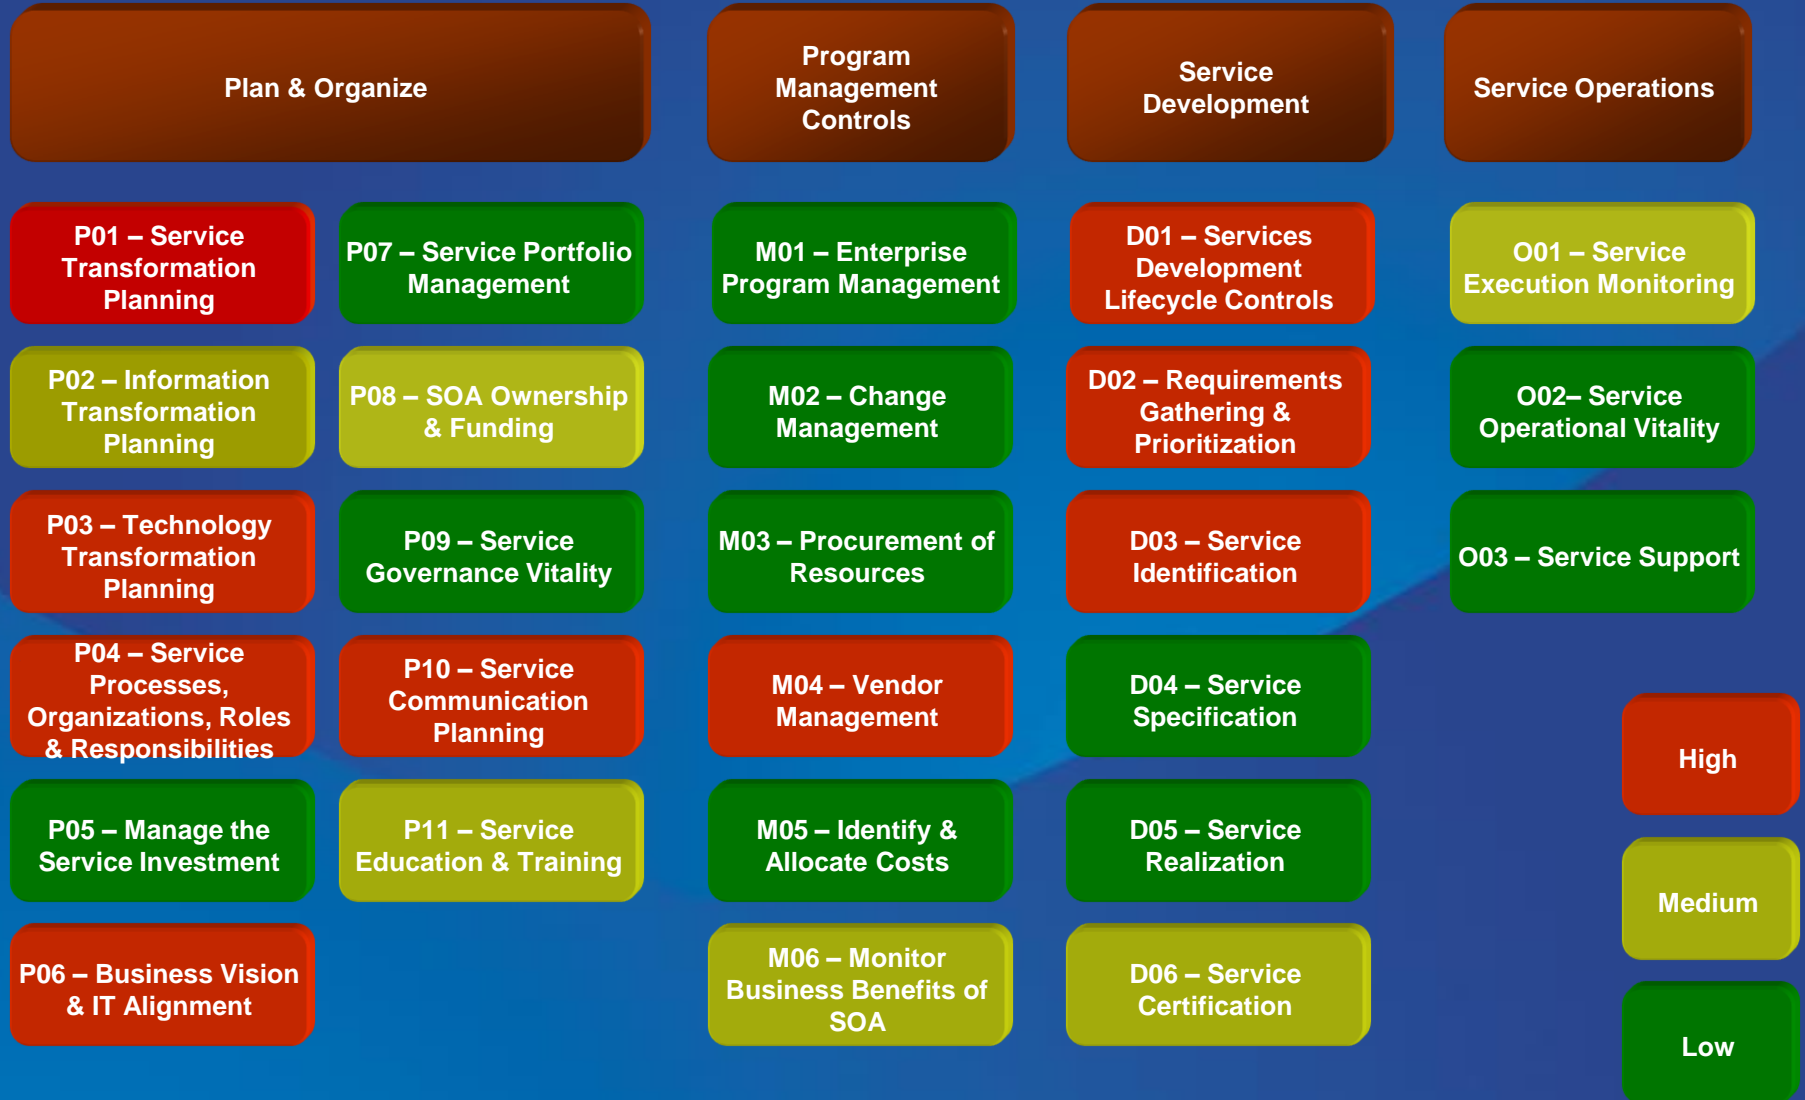 Plan & Organize
Program
Management
Controls
Service
Development
Service Operations
P01 – Service
Transformation
Planning
P07 – Service Portfolio
Management
M01 – Enterprise
Program Management
D01 – Services
Development
Lifecycle Controls
O01 – Service
Execution Monitoring
P02 – Information
Transformation
Planning
P08 – SOA Ownership
& Funding
M02 – Change
Management
D02 – Requirements
Gathering &
Prioritization
O02– Service
Operational Vitality
P03 – Technology
Transformation
Planning
P09 – Service
Governance Vitality
M03 – Procurement of
Resources
D03 – Service
Identification
O03 – Service Support
P04 – Service
Processes,
Organizations, Roles
& Responsibilities
P10 – Service
Communication
Planning
M04 – Vendor
Management
D04 – Service
Specification
High
P05 – Manage the
Service Investment
P11 – Service
Education & Training
M05 – Identify &
Allocate Costs
D05 – Service
Realization
Medium
P06 – Business Vision
& IT Alignment
M06 – Monitor
Business Benefits of
SOA
D06 – Service
Certification
Low